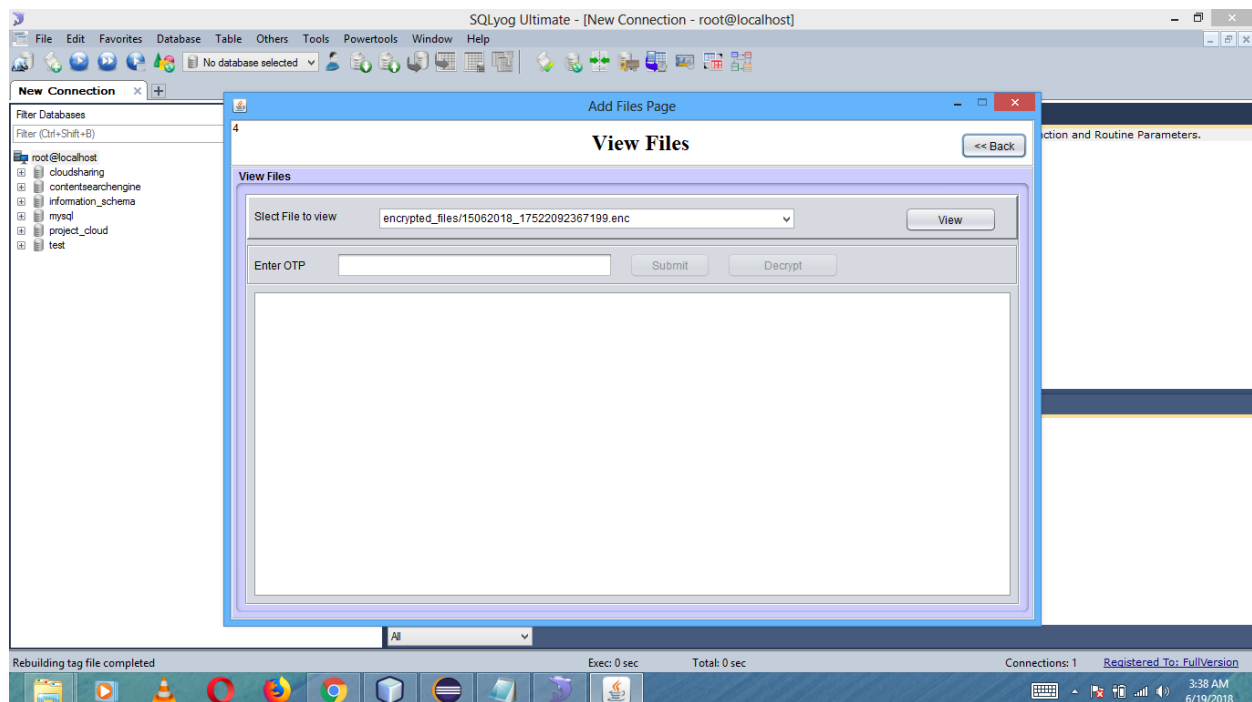 SQLyog Ultimate - [New Connection - root@localhost]
File Edit Favorites Database Table Others Tools Powertools Window Help
No database selected
New Connection × +
Filter Databases
Filter (Ctrl+Shift+B)
root@localhost
cloudsharing
contentsearchengine
information_schema
mysql
project_cloud
test
Add Files Page
4
View Files
<< Back
View Files
Slect File to view encrypted_files/15062018_17522092367199.enc View
Enter OTP Submit Decrypt
and Routine Parameters.
All
Rebuilding tag file completed Exec: 0 sec Total: 0 sec Connections: 1 Registered To: FullVersion
3:38 AM
6/19/2018